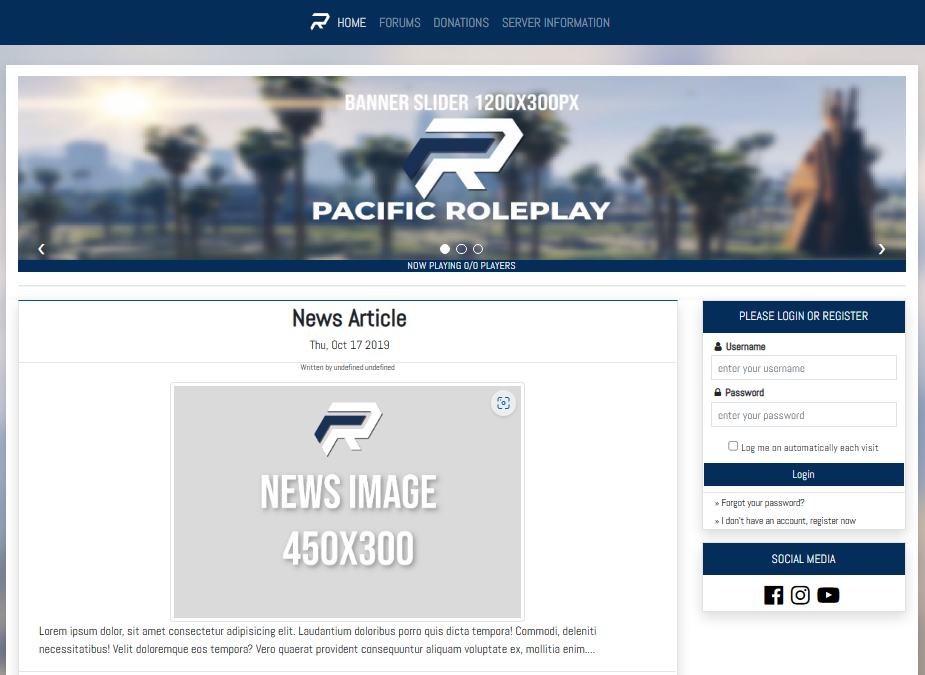 HOME FORUMS DONATIONS SERVER INFORMATION
BANNER SLIDER 1200X300PX
PACIFIC ROLEPLAY
NOW PLAYING 0/0 PLAYERS
News Article
Thu, Oct 17 2019
Written by undefined undefined
NEWS IMAGE
450X300
Lorem ipsum dolor, sit amet consectetur adipisicing elit. Laudantium doloribus porro quis dicta tempora! Commodi, deleniti
necessitatibus! Velit doloremque eos tempora? Vero quaerat provident consequuntur aliquam voluptate ex, mollitia enim....
PLEASE LOGIN OR REGISTER
Username
enter your username
Password
enter your password
Log me on automatically each visit
Login
» Forgot your password?
» I don't have an account, register now
SOCIAL MEDIA